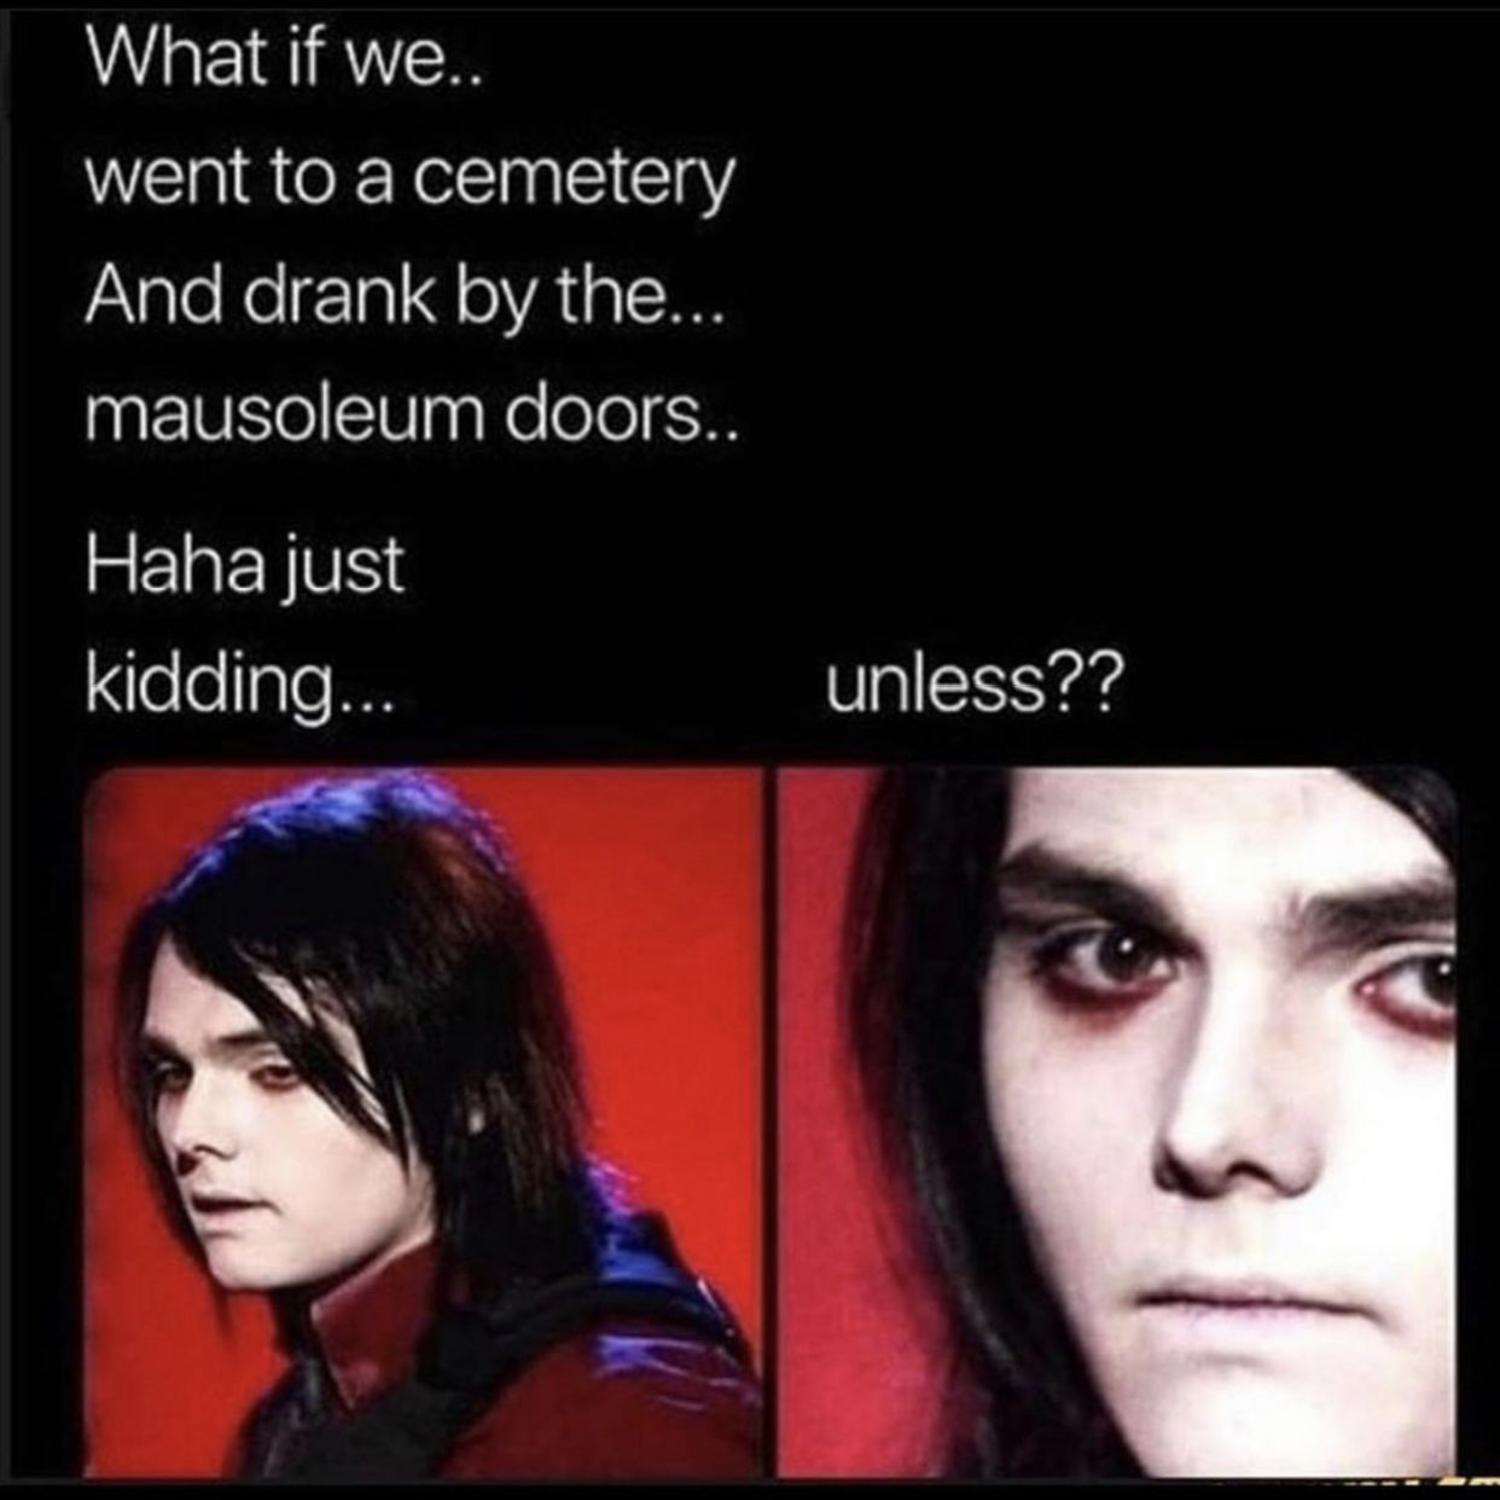 What if we..
went to a cemetery
And drank by the...
mausoleum doors..
Haha just
kidding...
unless??